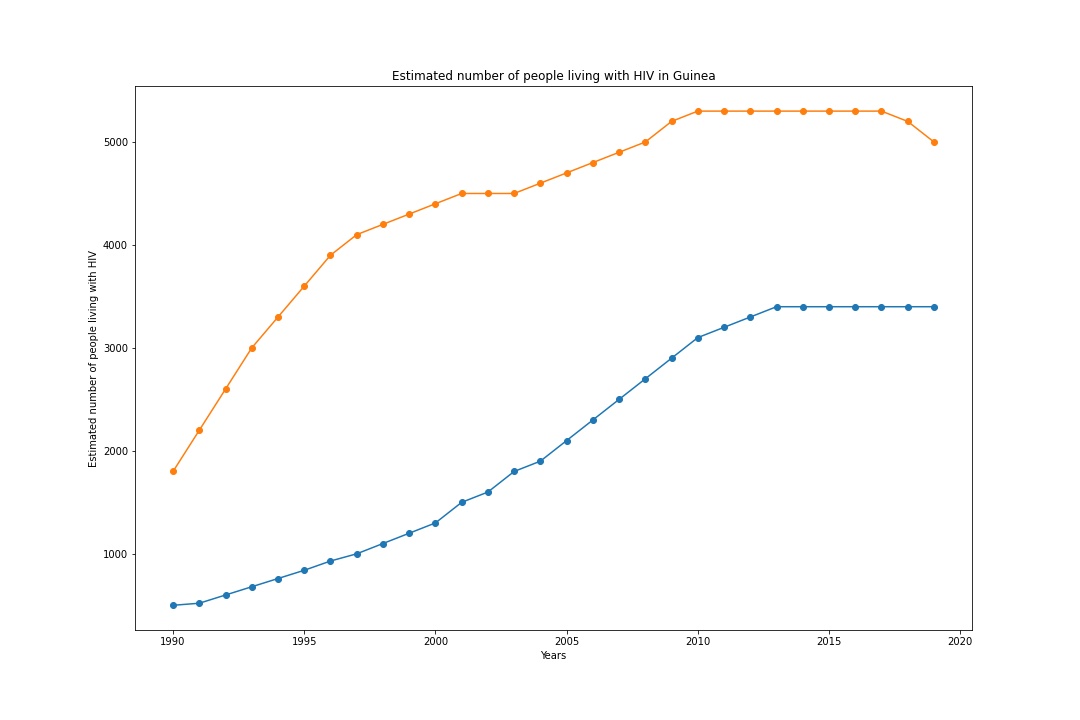 Estimated number of people living with HIV in Guinea
Estimated number of people living with HIV
5000
4000
3000
2000
1000
1990 1995 2000 2005 2010 2015 2020
Years